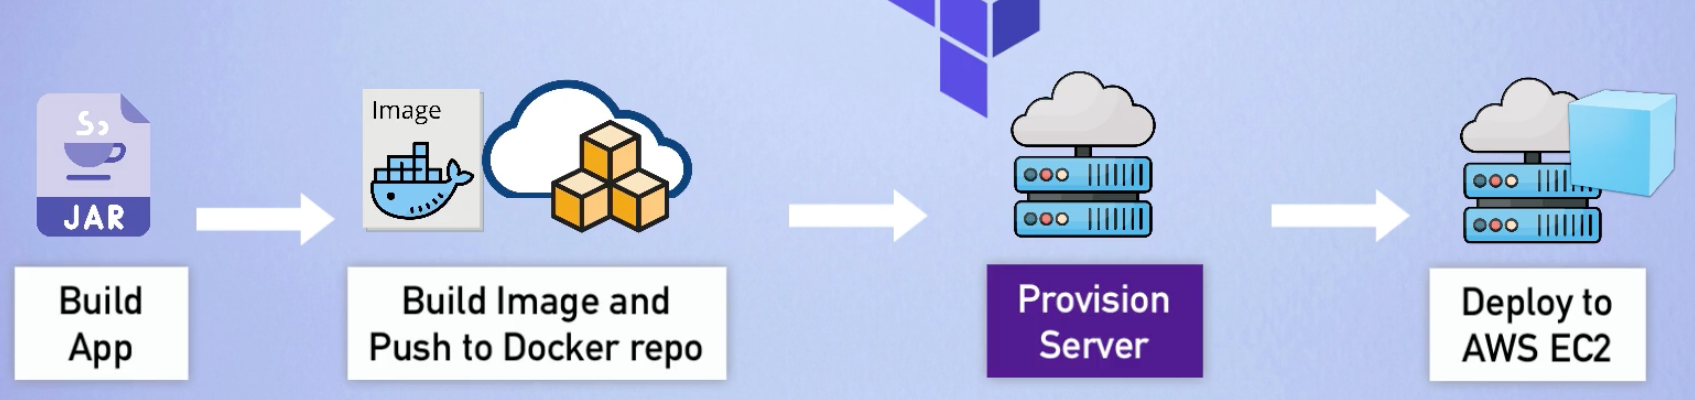 JAR
Build
App
Image
Build Image and
Push to Docker repo
Provision
Server
Deploy to
AWS EC2